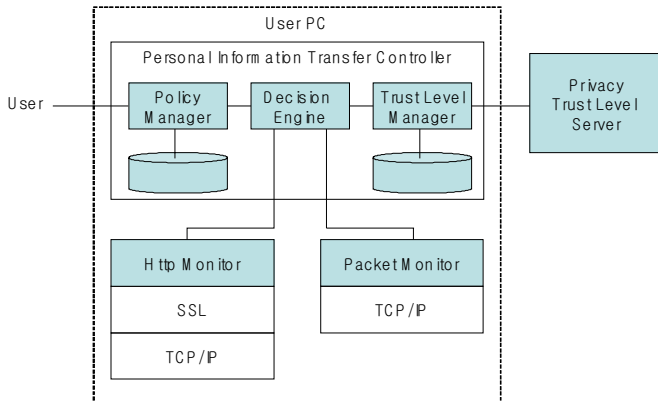 User PC
Personal Information Transfer Controller
User
Policy
Manager
Decision
Engine
Trust Level
Manager
Privacy
Trust Level
Server
Http Monitor
SSL
TCP/IP
Packet Monitor
TCP/IP